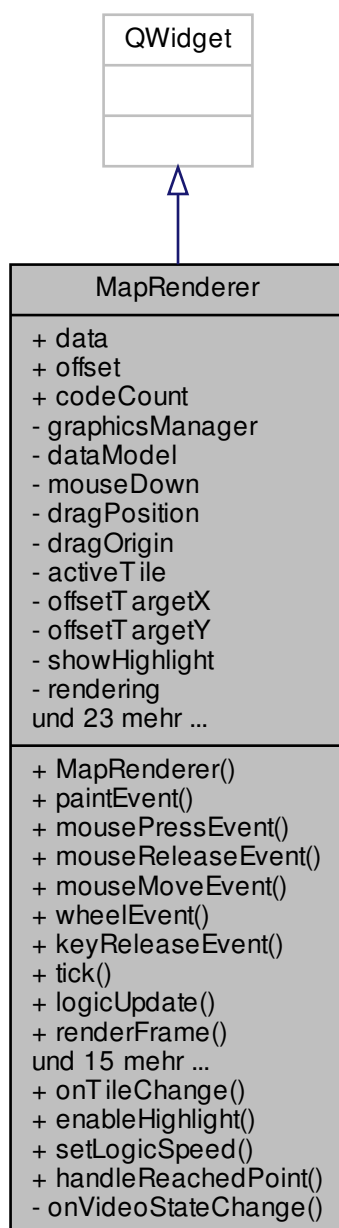 QWidget
MapRenderer
+ data
+ offset
+ codeCount
- graphicsManager
- dataModel
- mouseDown
- dragPosition
- dragOrigin
- activeTile
- offsetTargetX
- offsetTargetY
- showHighlight
- rendering
und 23 mehr ...
+ MapRenderer()
+ paintEvent()
+ mousePressEvent()
+ mouseReleaseEvent()
+ mouseMoveEvent()
+ wheelEvent()
+ keyReleaseEvent()
+ tick()
+ logicUpdate()
+ renderFrame()
und 15 mehr ...
+ onTileChange()
+ enableHighlight()
+ setLogicSpeed()
+ handleReachedPoint()
- onVideoStateChange()